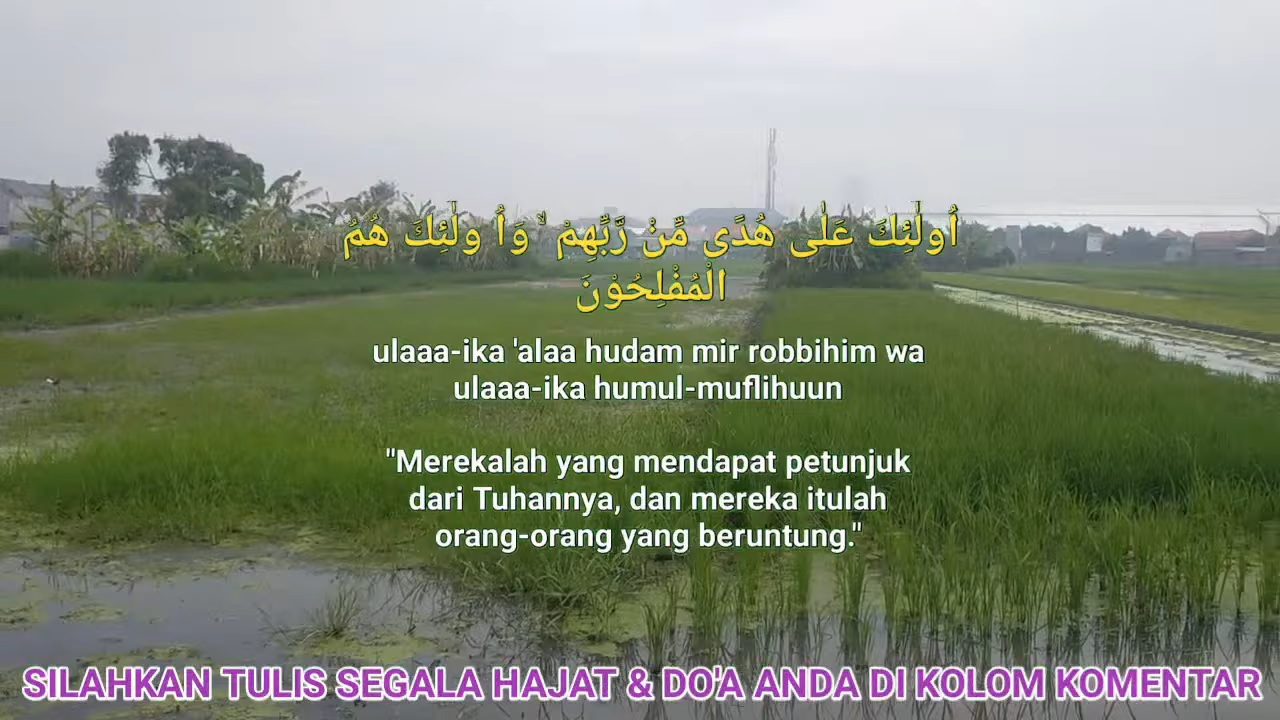 اُولٰٓئِكَ عَلٰى هُدًى مِّنْ رَّبِّهِمْ ۙ وَاُ ولٰٓئِكَ هُمُ
الْمُفْلِحُوْنَ
ulaaa-ika 'alaa hudam mir robbihim wa
ulaaa-ika humul-muflihuun
"Merekalah yang mendapat petunjuk
dari Tuhannya, dan mereka itulah
orang-orang yang beruntung."
SILAHKAN TULIS SEGALA HAJAT & DO'A ANDA DI KOLOM KOMENTAR